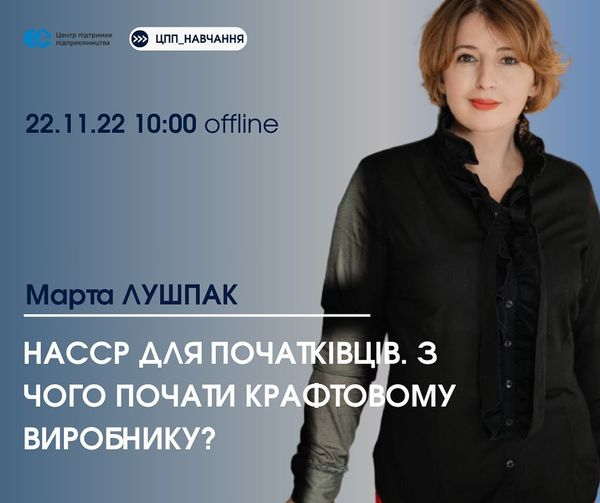 Центр підтримки
підприємництва
ЦПП_НАВЧАННЯ
22.11.22 10:00 offline
Марта ЛУШПАК
НАССР ДЛЯ ПОЧАТКІВЦІВ. З
ЧОГО ПОЧАТИ КРАФТОВОМУ
ВИРОБНИКУ?